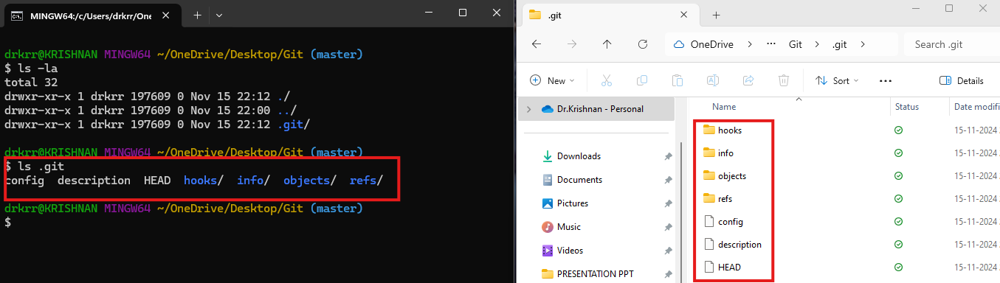 MINGW64:/c/Users/drkrr/One
drkrr@KRISHNAN MINGW64 ~/OneDrive/Desktop/Git (master)
$ ls -la
total 32
drwxr-xr-x 1 drkrr 197609 0 Nov 15 22:12 ./
drwxr-xr-x 1 drkrr 197609 0 Nov 15 22:00 ../
drwxr-xr-x 1 drkrr 197609 0 Nov 15 22:12 .git/
drkrr@KRISHNAN MINGW64 ~/OneDrive/Desktop/Git (master)
$ ls .git
config description HEAD hooks/ info/ objects/ refs/
drkrr@KRISHNAN MINGW64 ~/OneDrive/Desktop/Git (master)
$
.git
OneDrive > ... Git > .git >
Search .git
New Sort ... Details
Dr.Krishnan - Personal
Downloads
Documents
Pictures
Music
Videos
PRESENTATION PPT
Name Status Date modifi
hooks 15-11-2024
info 15-11-2024
objects 15-11-2024
refs 15-11-2024
config 15-11-2024
description 15-11-2024
HEAD 15-11-2024